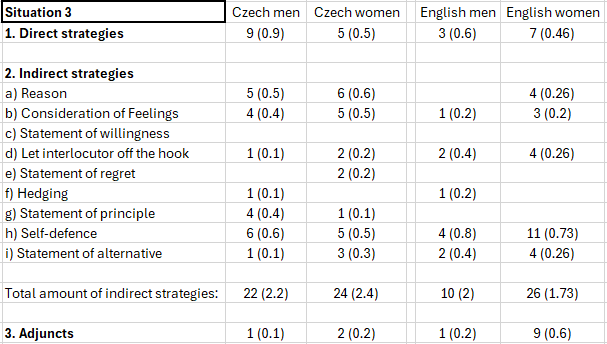 Situation 3 Czech men Czech women English men English women
1. Direct strategies 9 (0.9) 5 (0.5) 3 (0.6) 7 (0.46)
2. Indirect strategies
a) Reason 5 (0.5) 6 (0.6) 4 (0.26)
b) Consideration of Feelings 4 (0.4) 5 (0.5) 1 (0.2) 3 (0.2)
c) Statement of willingness
d) Let interlocutor off the hook 1 (0.1) 2 (0.2) 2 (0.4) 4 (0.26)
e) Statement of regret 2 (0.2)
f) Hedging 1 (0.1) 1 (0.2)
g) Statement of principle 4 (0.4) 1 (0.1)
h) Self-defence 6 (0.6) 5 (0.5) 4 (0.8) 11 (0.73)
i) Statement of alternative 1 (0.1) 3 (0.3) 2 (0.4) 4 (0.26)
Total amount of indirect strategies: 22 (2.2) 24 (2.4) 10 (2) 26 (1.73)
3. Adjuncts 1 (0.1) 2 (0.2) 1 (0.2) 9 (0.6)